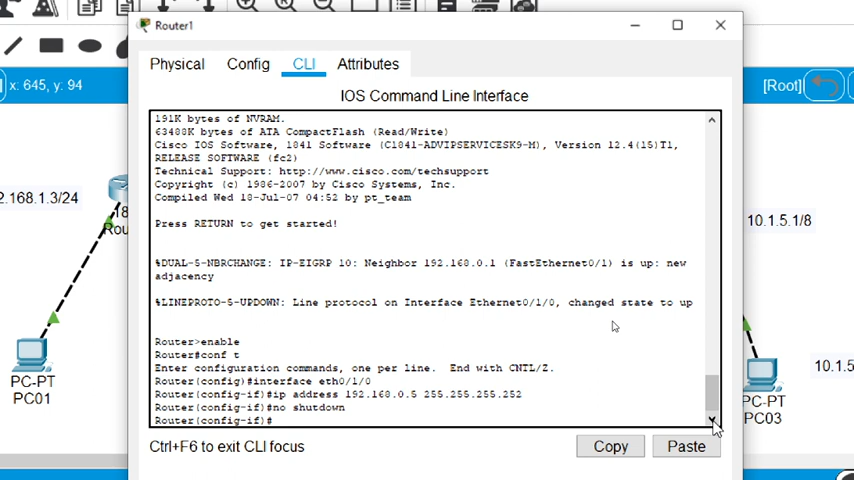 Router1
Physical Config CLI Attributes
x: 645, y: 94
[Root]
IOS Command Line Interface
191K bytes of NVRAM.
63488K bytes of ATA CompactFlash (Read/Write)
Cisco IOS Software, 1841 Software (C1841-ADVIPSERVICESK9-M), Version 12.4(15)T1,
RELEASE SOFTWARE (fc2)
Technical Support: http://www.cisco.com/techsupport
Copyright (c) 1986-2007 by Cisco Systems, Inc.
Compiled Wed 18-Jul-07 04:52 by pt_team
Press RETURN to get started!
%DUAL-5-NBRCHANGE: IP-EIGRP 10: Neighbor 192.168.0.1 (FastEthernet0/1) is up: new
adjacency
%LINEPROTO-5-UPDOWN: Line protocol on Interface Ethernet0/1/0, changed state to up
Router>enable
Router#conf t
Enter configuration commands, one per line.  End with CNTL/Z.
Router(config)#interface eth0/1/0
Router(config-if)#ip address 192.168.0.5 255.255.255.252
Router(config-if)#no shutdown
Router(config-if)#
Ctrl+F6 to exit CLI focus
Copy
Paste
2.168.1.3/24
18
Rou
PC-PT
PC01
10.1.5.1/8
10.1.5
PC-PT
PC03